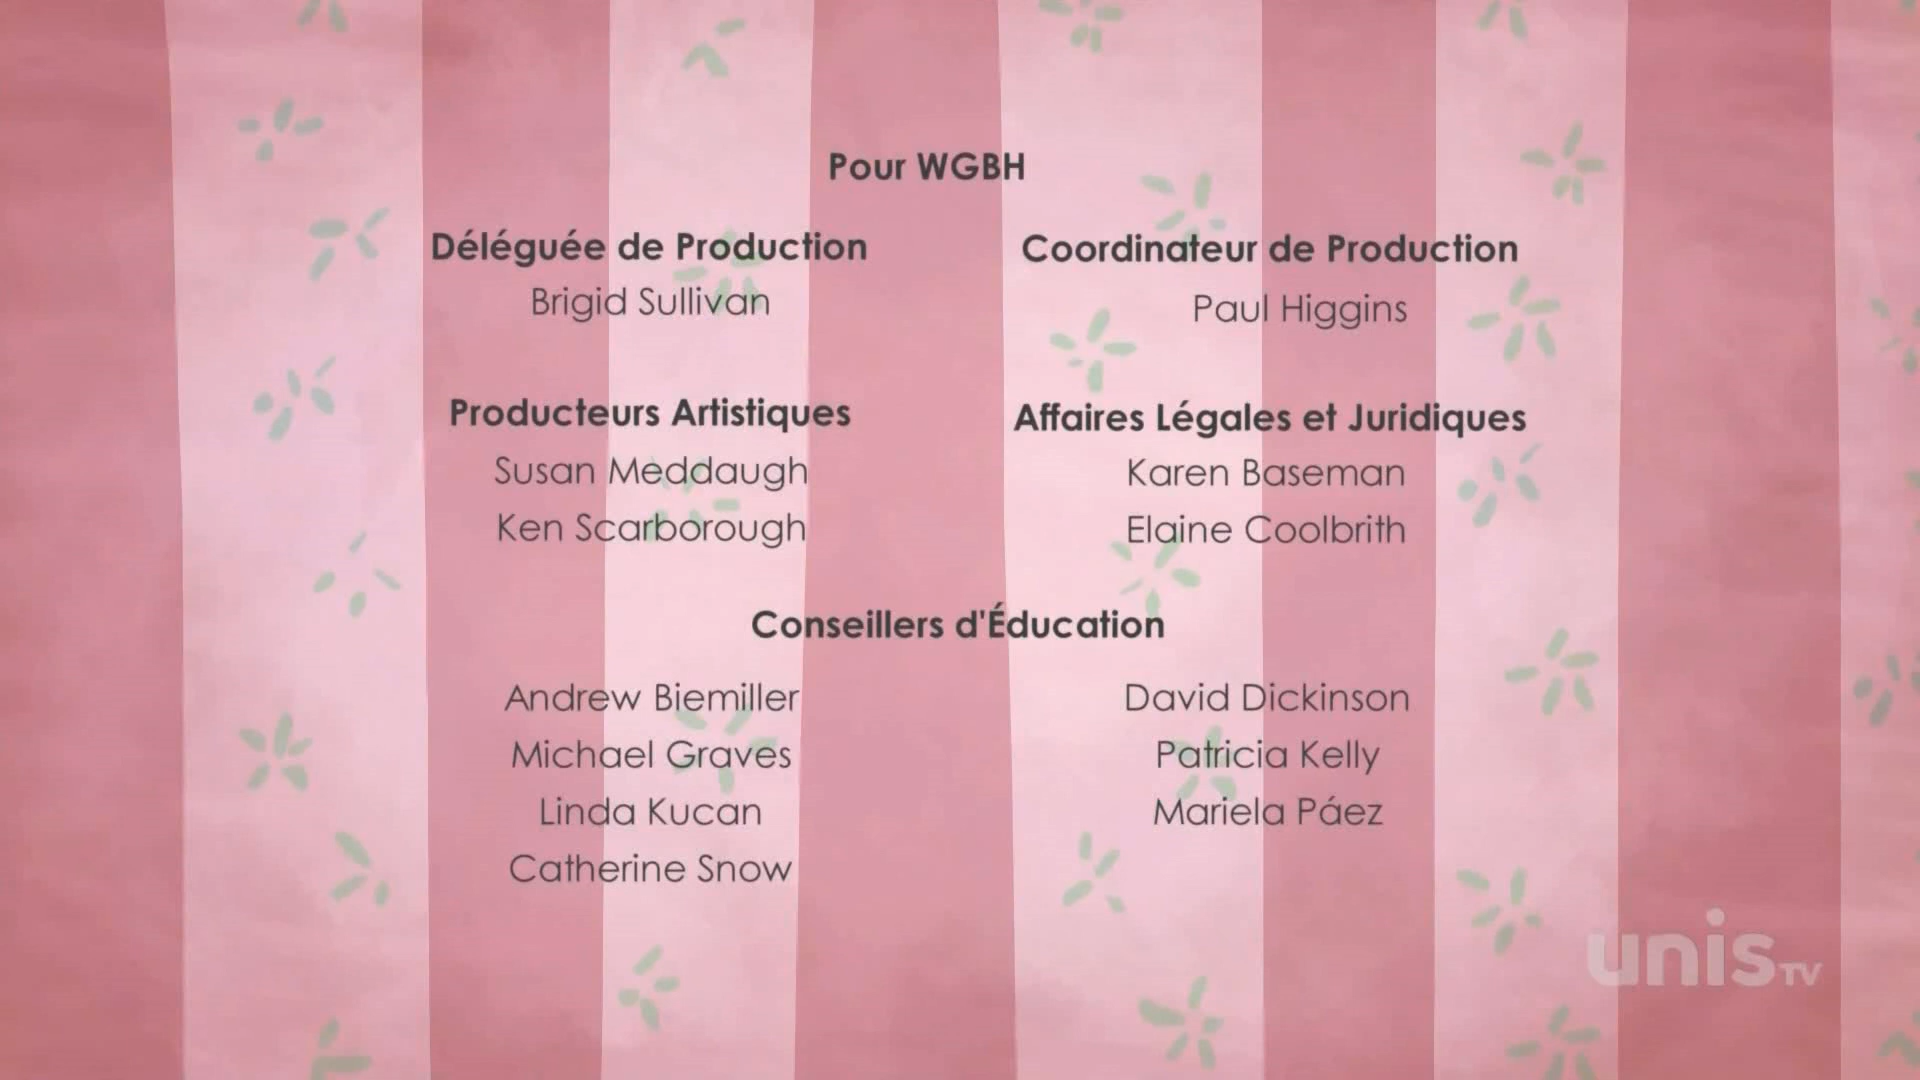 Pour WGBH
Déléguée de Production
Brigid Sullivan
Coordinateur de Production
Paul Higgins
Producteurs Artistiques
Susan Meddaugh
Ken Scarborough
Affaires Légales et Juridiques
Karen Baseman
Elaine Coolbrith
Conseillers d'Éducation
Andrew Biemiller
Michael Graves
Linda Kucan
Catherine Snow
David Dickinson
Patricia Kelly
Mariela Páez
unis TV